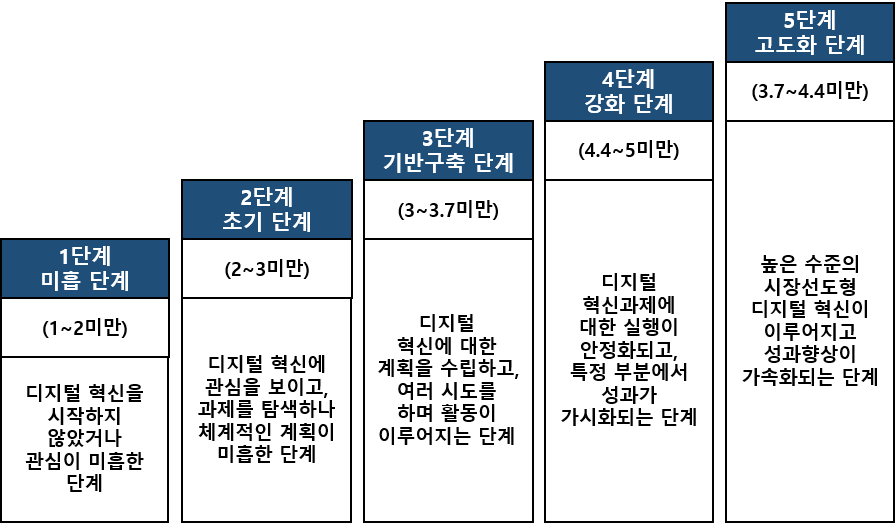 1단계
미흡 단계
(1~2미만)
디지털 혁신을
시작하지
않았거나
관심이 미흡한
단계
2단계
초기 단계
(2~3미만)
디지털 혁신에
관심을 보이고,
과제를 탐색하나
체계적인 계획이
미흡한 단계
3단계
기반구축 단계
(3~3.7미만)
디지털
혁신에 대한
계획을 수립하고,
여러 시도를
하며 활동이
이루어지는 단계
4단계
강화 단계
(4.4~5미만)
디지털
혁신과제에
대한 실행이
안정화되고,
특정 부분에서
성과가
가시화되는 단계
5단계
고도화 단계
(3.7~4.4미만)
높은 수준의
시장선도형
디지털 혁신이
이루어지고
성과향상이
가속화되는 단계